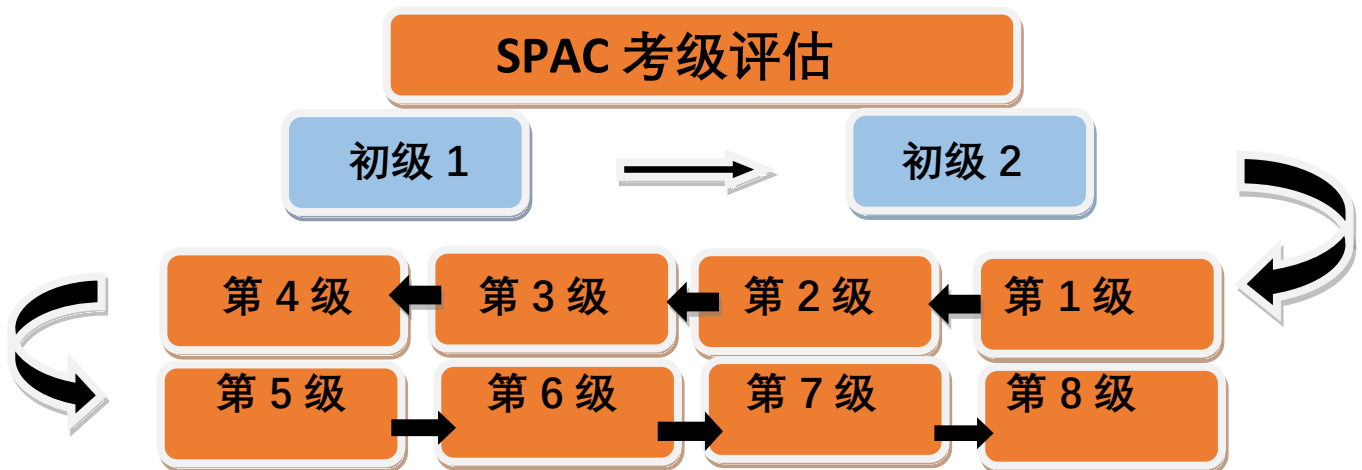 SPAC 考级评估
初级 1
初级 2
第 4 级
第 3 级
第 2 级
第 1 级
第 5 级
第 6 级
第 7 级
第 8 级